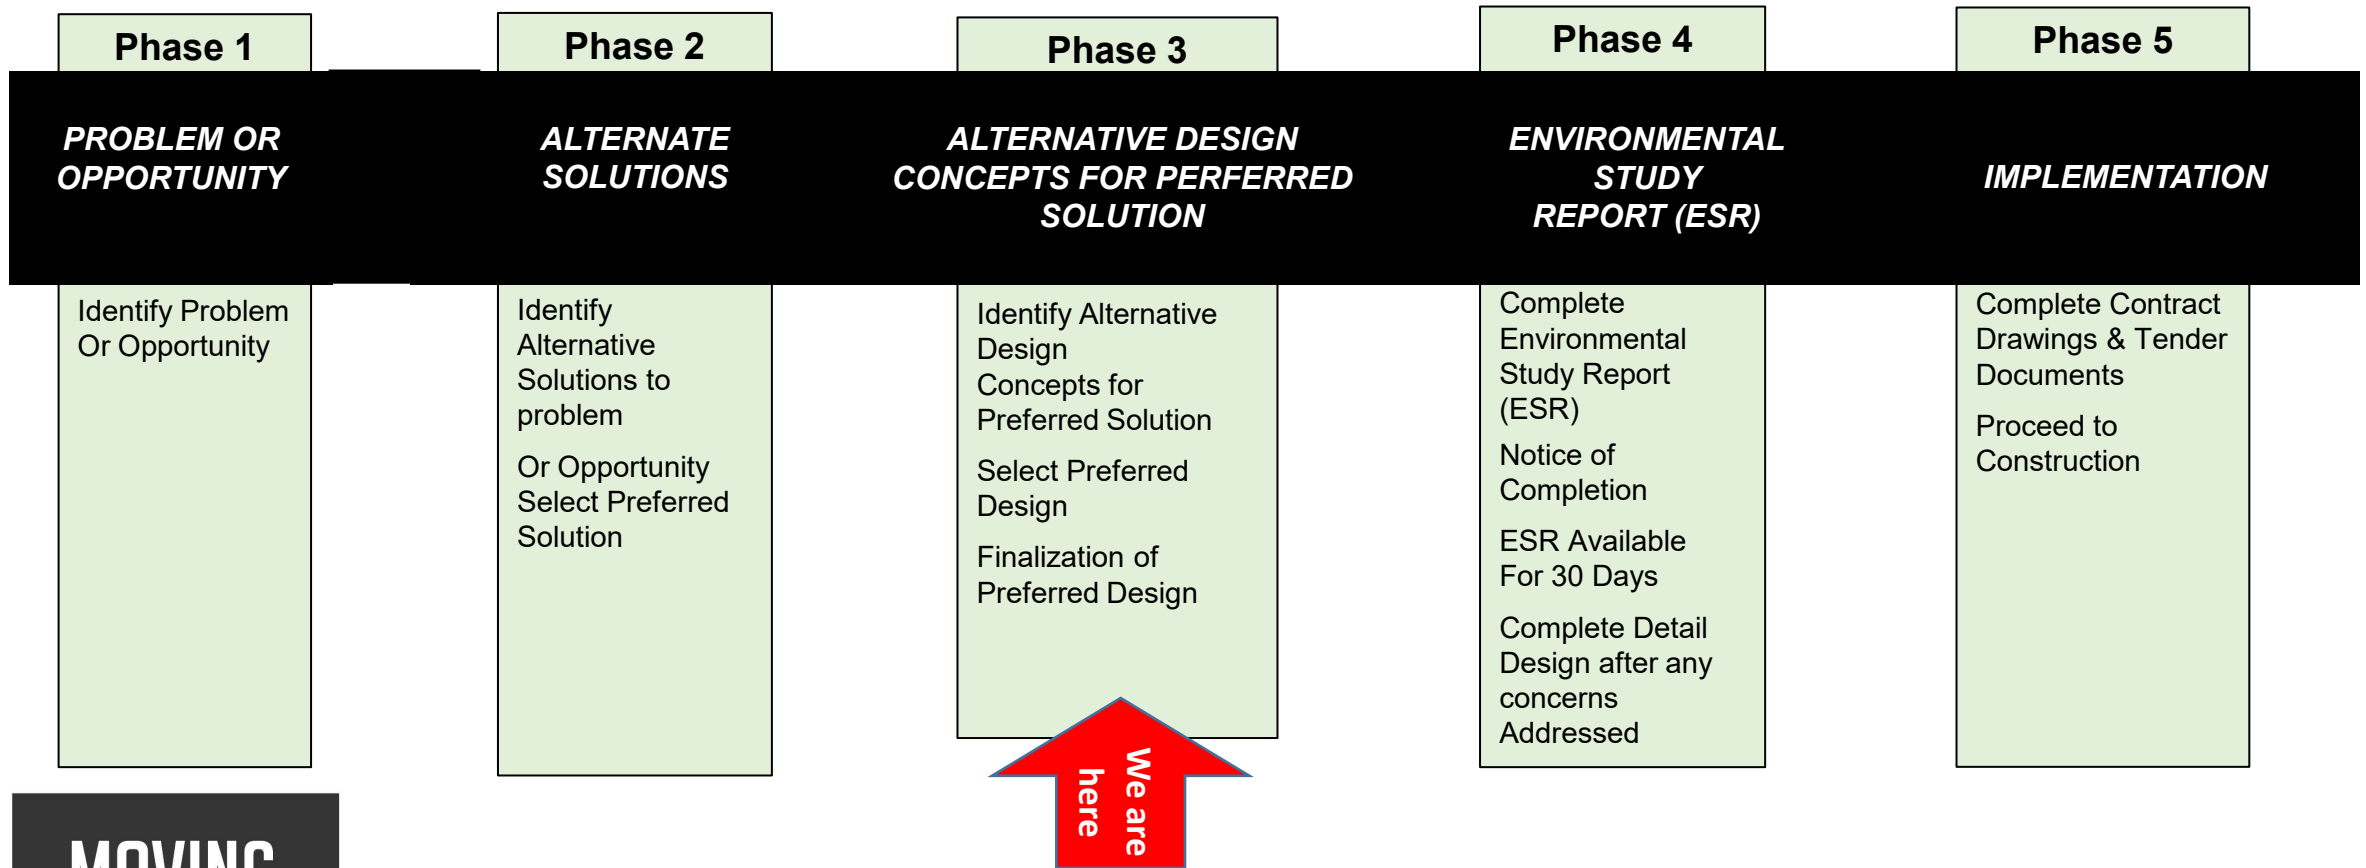 Phase 1
PROBLEM OR
OPPORTUNITY
Identify Problem
Or Opportunity
Phase 2
ALTERNATE
SOLUTIONS
Identify
Alternative
Solutions to
problem
Or Opportunity
Select Preferred
Solution
Phase 3
ALTERNATIVE DESIGN
CONCEPTS FOR PERFERRED
SOLUTION
Identify Alternative
Design
Concepts for
Preferred Solution
Select Preferred
Design
Finalization of
Preferred Design
We are
here
Phase 4
ENVIRONMENTAL
STUDY
REPORT (ESR)
Complete
Environmental
Study Report
(ESR)
Notice of
Completion
ESR Available
For 30 Days
Complete Detail
Design after any
concerns
Addressed
Phase 5
IMPLEMENTATION
Complete Contract
Drawings & Tender
Documents
Proceed to
Construction
MOVING